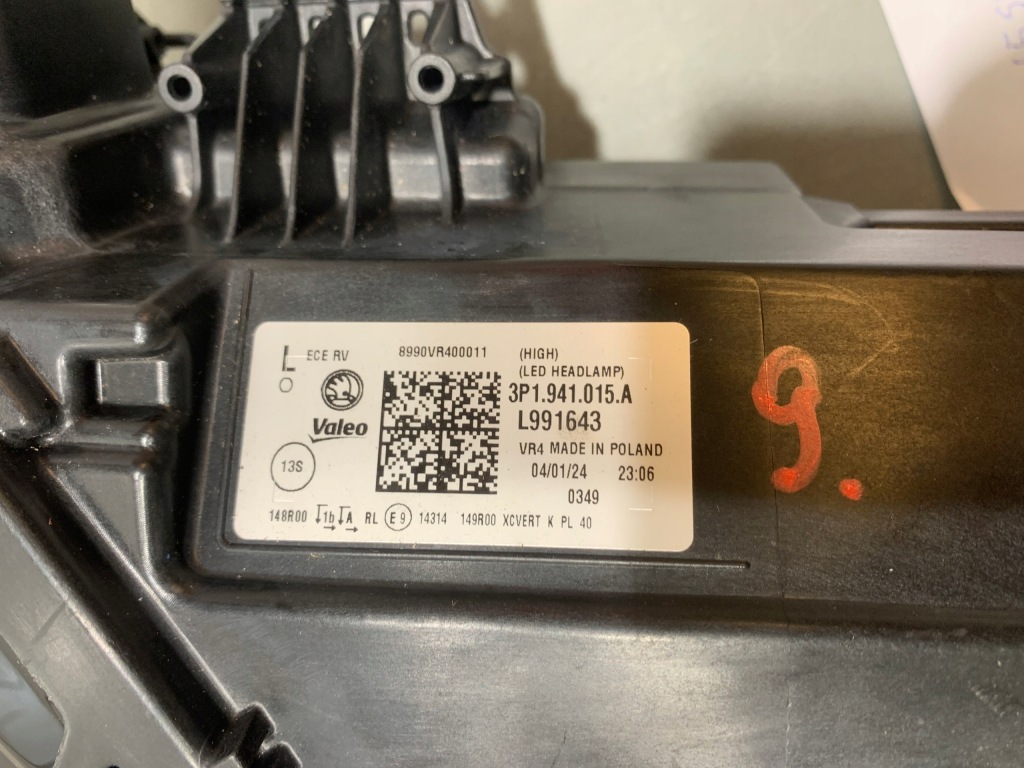 L ECE RV 8990VR400011 (HIGH)
(LED HEADLAMP)
3P1.941.015.A
Valeo L991643
VR4 MADE IN POLAND
13S 04/01/24 23:06
0349
148R00 1b A RL E9 14314 149R00 XCVERT K PL 40
9.